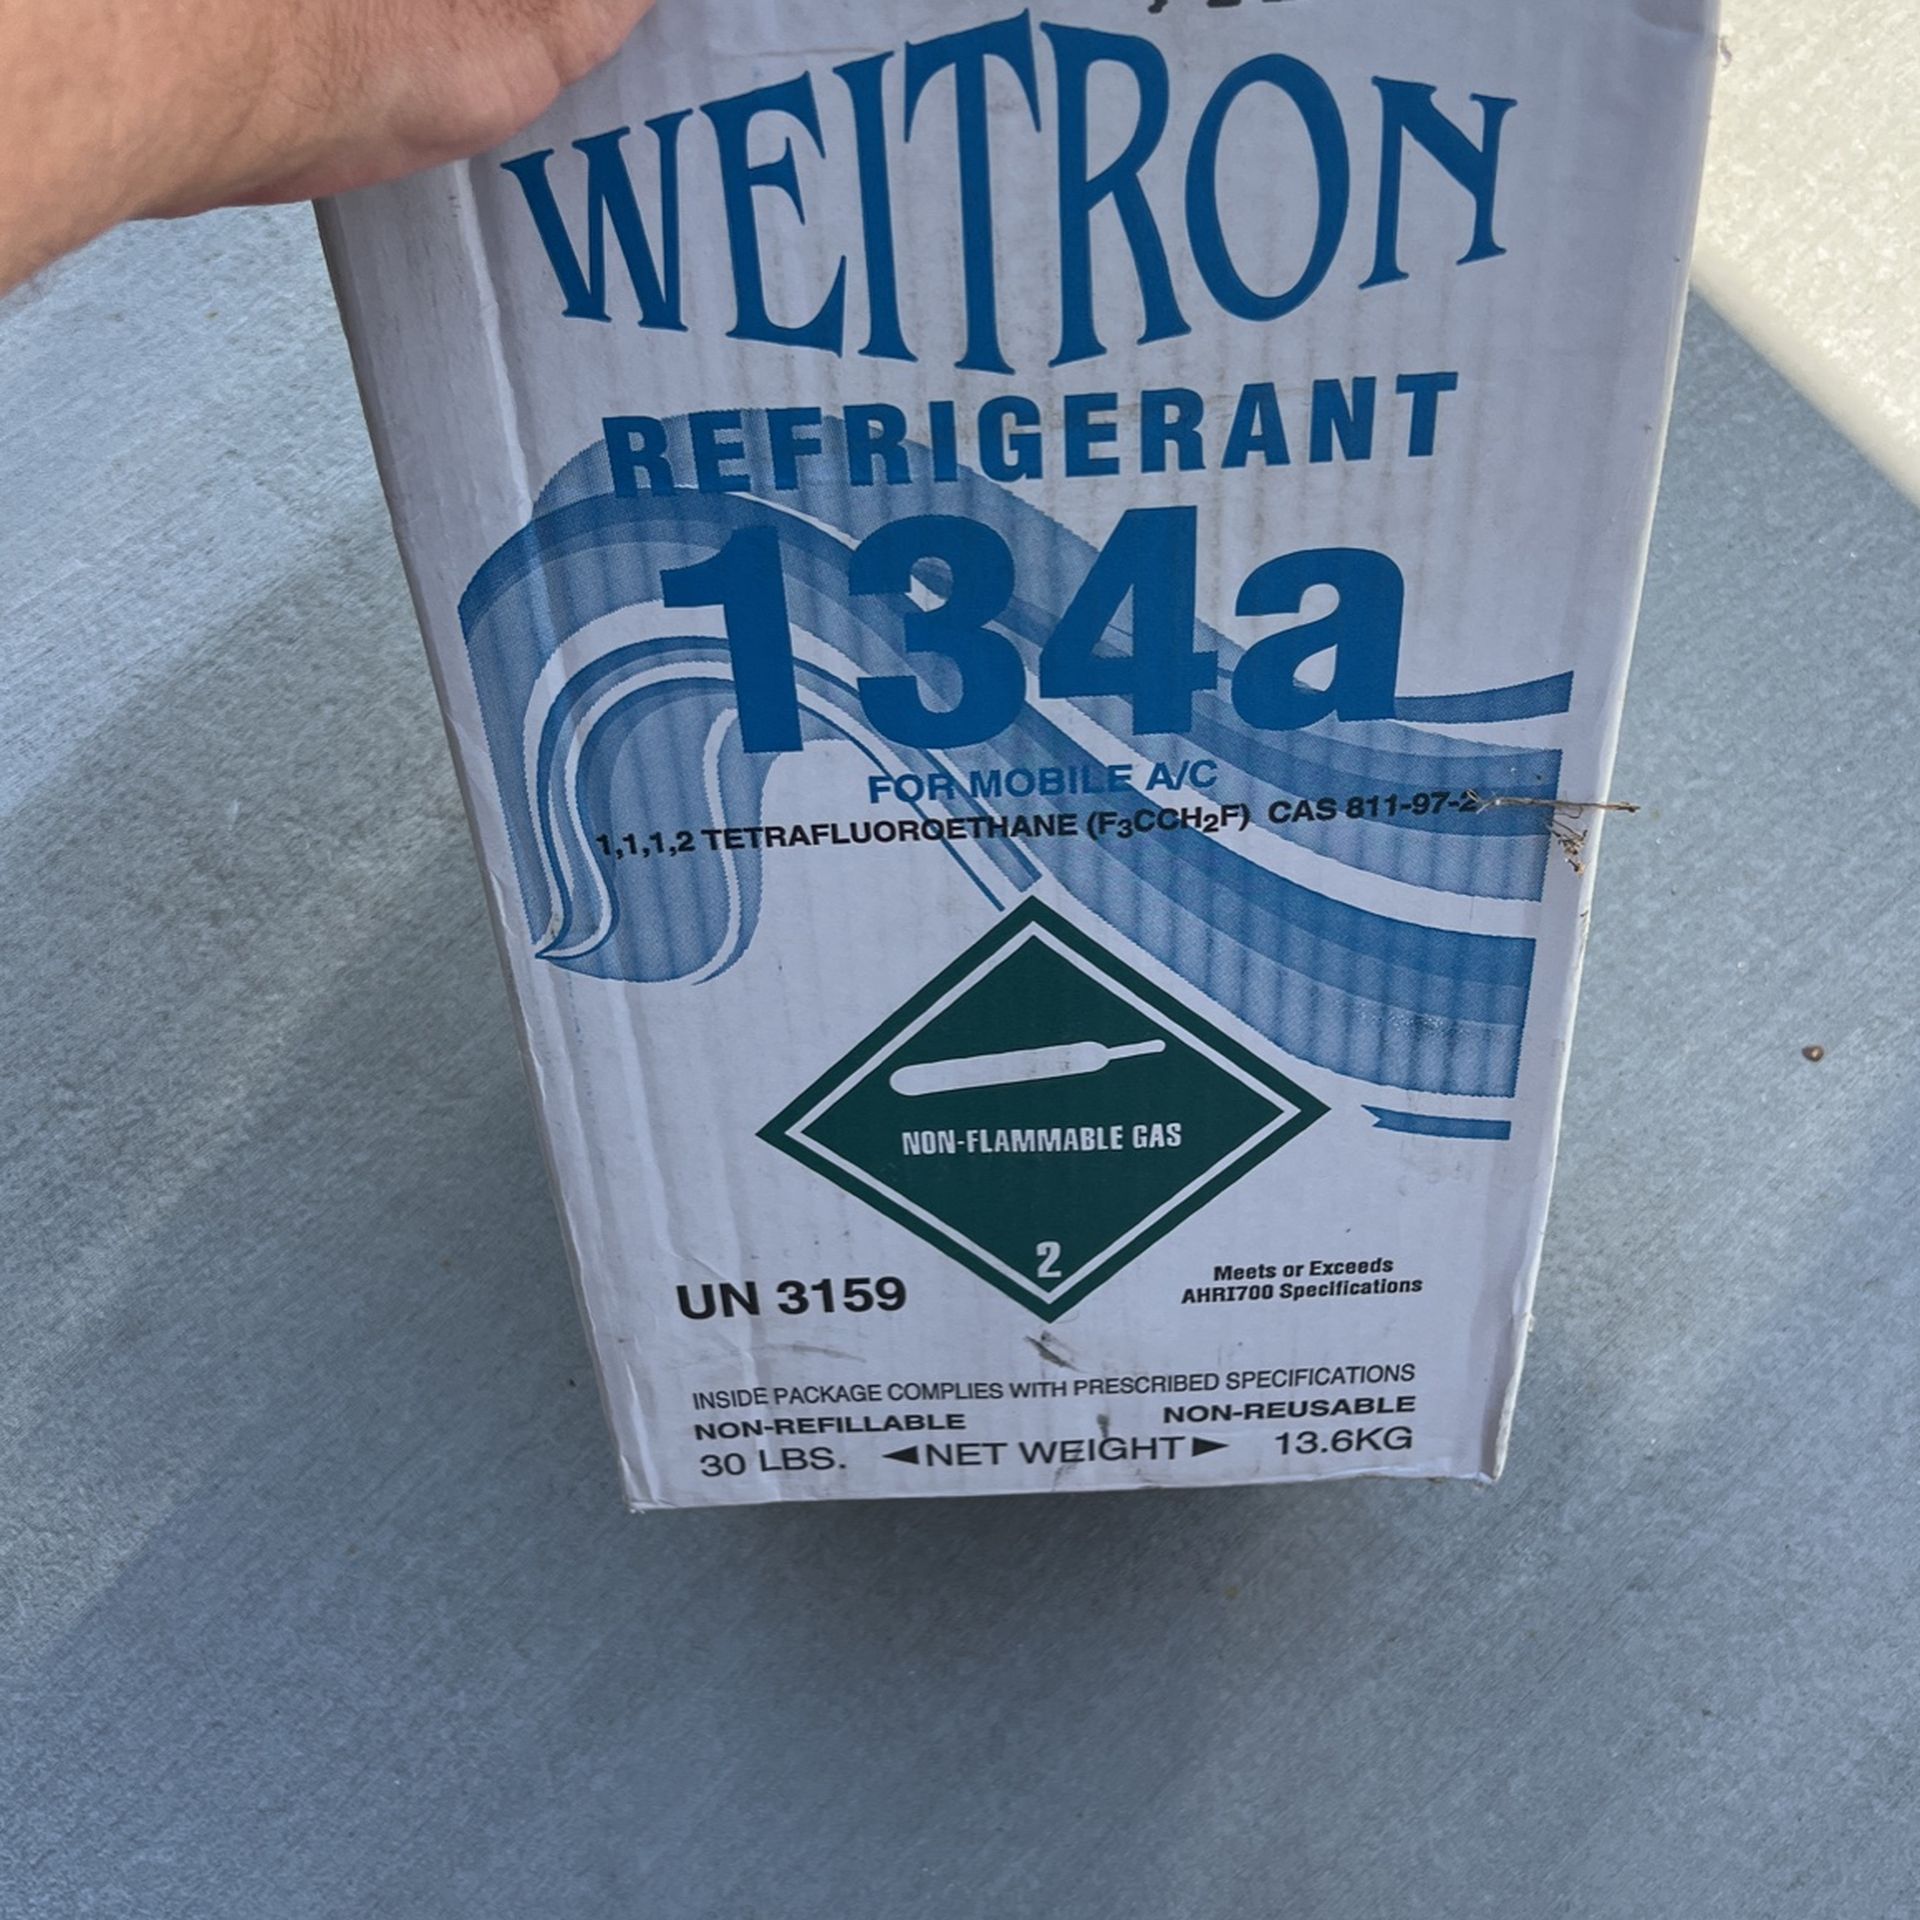 WEITRON
REFRIGERANT
134a
FOR MOBILE A/C
1,1,1,2 TETRAFLUOROETHANE (F3CCH2F) CAS 811-97-2
NON-FLAMMABLE GAS
2
UN 3159
Meets or Exceeds
AHRI700 Specifications
INSIDE PACKAGE COMPLIES WITH PRESCRIBED SPECIFICATIONS
NON-REFILLABLE NON-REUSABLE
30 LBS. ◄NET WEIGHT► 13.6KG